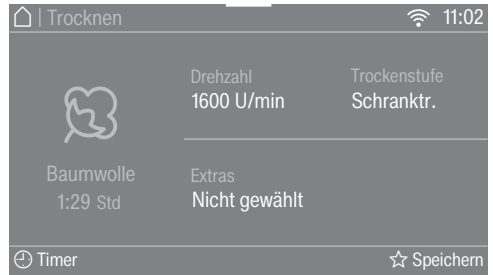 | Trocknen 11:02
Drehzahl Trockenstufe
1600 U/min Schranktr.
Baumwolle
1:29 Std
Extras
Nicht gewählt
Timer Speichern